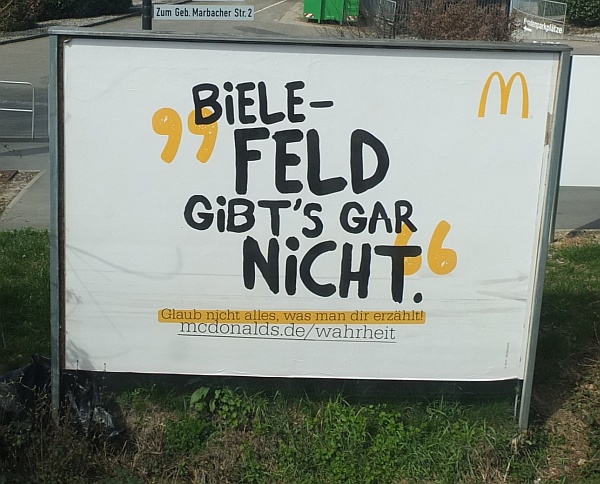 Zum Geb. Marbacher Str.2
„BiELE-
FELD
GiBT'S GAR
NiCHT.“
Glaub nicht alles, was man dir erzählt!
mcdonalds.de/wahrheit